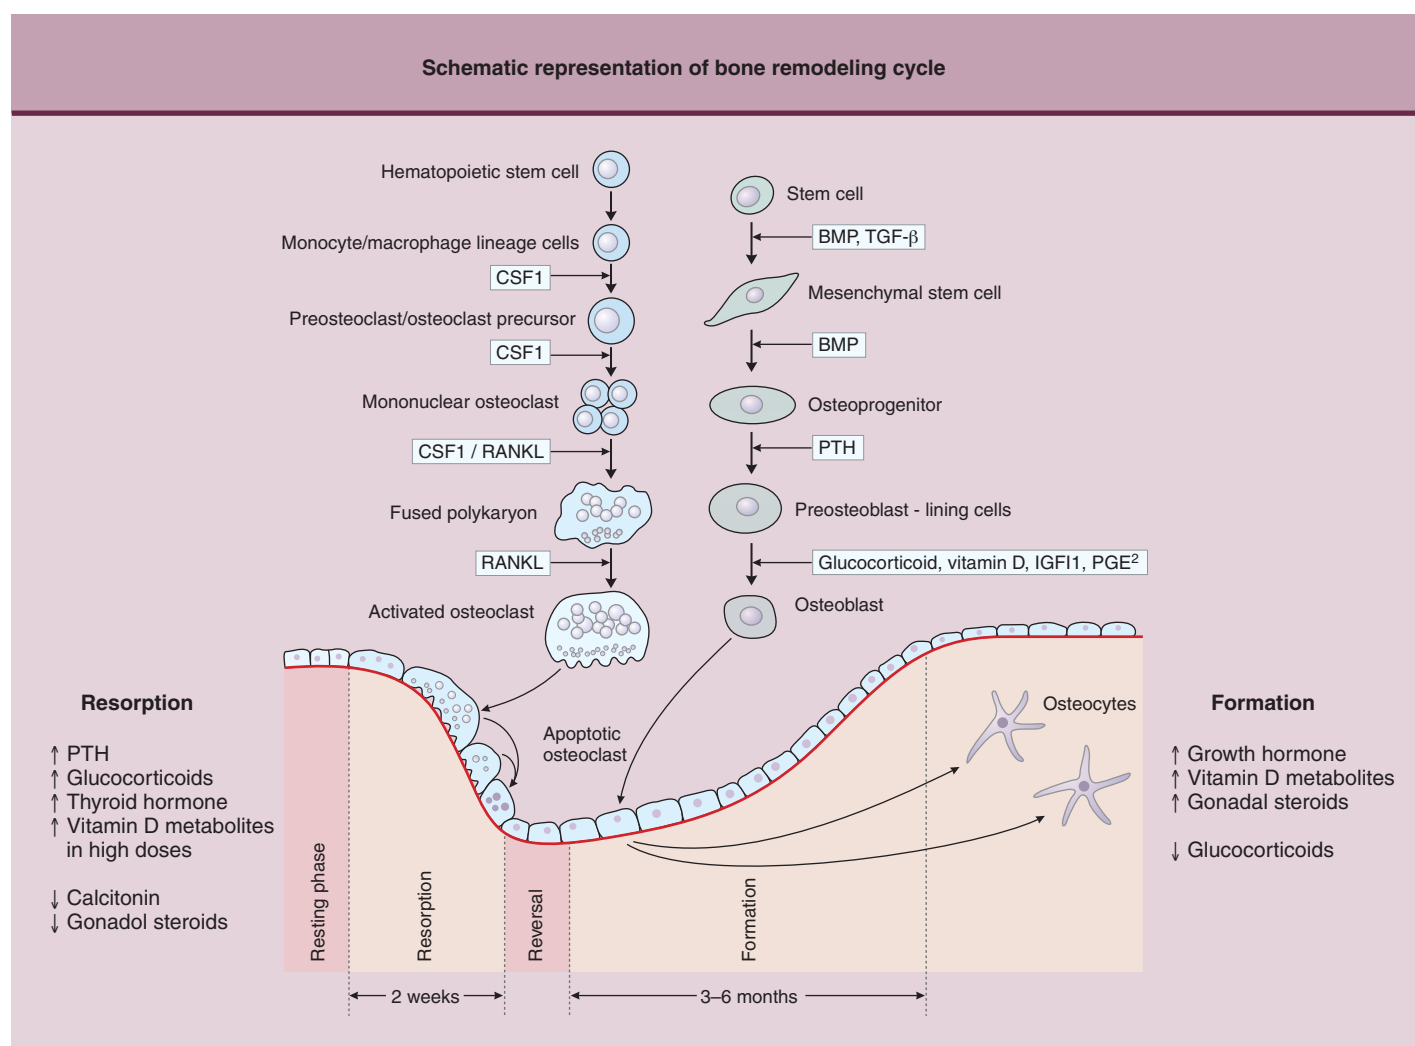 Schematic representation of bone remodeling cycle
Hematopoietic stem cell
Monocyte/macrophage lineage cells
CSF1
Preosteoclast/osteoclast precursor
CSF1
Mononuclear osteoclast
CSF1 / RANKL
Fused polykaryon
RANKL
Activated osteoclast
Stem cell
BMP, TGF-β
Mesenchymal stem cell
BMP
Osteoprogenitor
PTH
Preosteoblast - lining cells
Glucocorticoid, vitamin D, IGFI1, PGE²
Osteoblast
Apoptotic
osteoclast
Osteocytes
Resorption
↑ PTH
↑ Glucocorticoids
↑ Thyroid hormone
↑ Vitamin D metabolites
in high doses
↓ Calcitonin
↓ Gonadol steroids
Formation
↑ Growth hormone
↑ Vitamin D metabolites
↑ Gonadal steroids
↓ Glucocorticoids
Resting phase
Resorption
Reversal
Formation
2 weeks
3–6 months